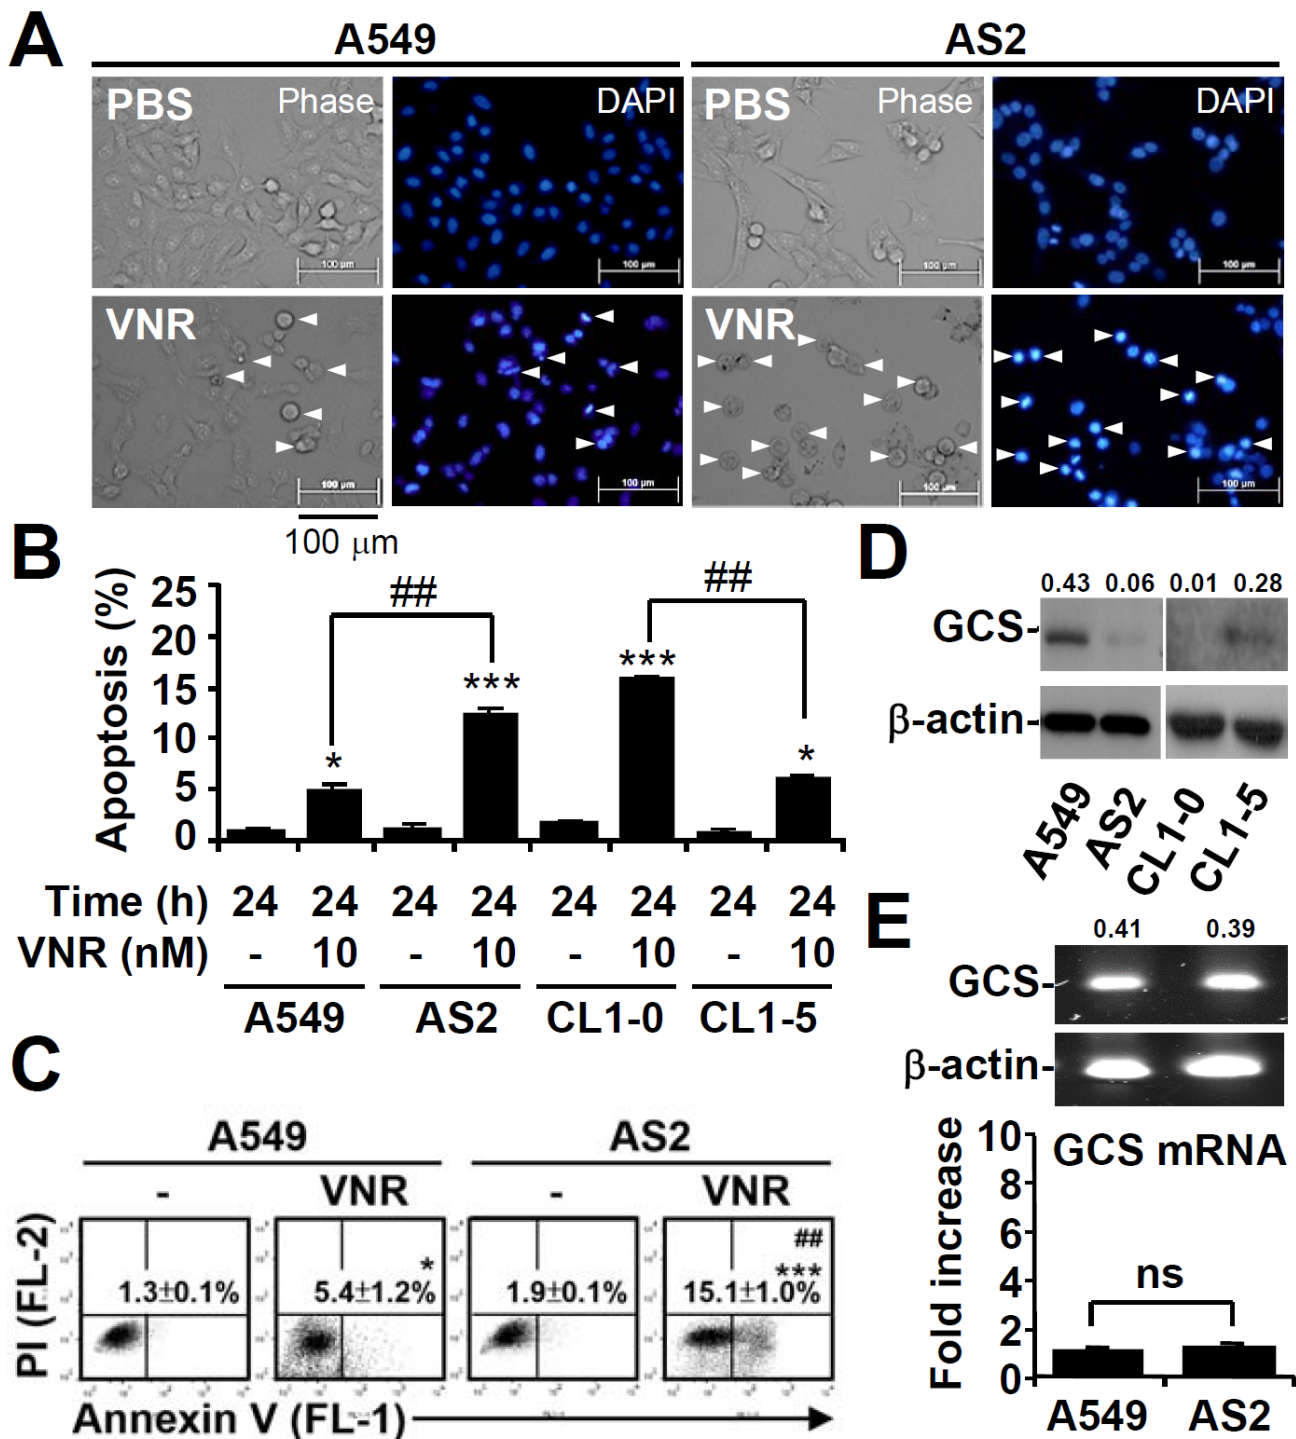 A
A549 AS2
PBS Phase DAPI PBS Phase DAPI
100 µm 100 µm 100 µm 100 µm
VNR VNR
100 µm 100 µm 100 µm 100 µm
100 µm
B
Apoptosis (%)
25
20
15
10
5
0
##
##
*
***
***
*
Time (h) 24 24 24 24 24 24 24 24
VNR (nM) - 10 - 10 - 10 - 10
A549 AS2 CL1-0 CL1-5
C
A549 AS2
- VNR - VNR
PI (FL-2)
##
* ***
1.3±0.1% 5.4±1.2% 1.9±0.1% 15.1±1.0%
Annexin V (FL-1)
D
0.43 0.06 0.01 0.28
GCS-
β-actin-
A549 AS2 CL1-0 CL1-5
E
0.41 0.39
GCS-
β-actin-
Fold increase
GCS mRNA
10
8
6
4
2
0
ns
A549 AS2